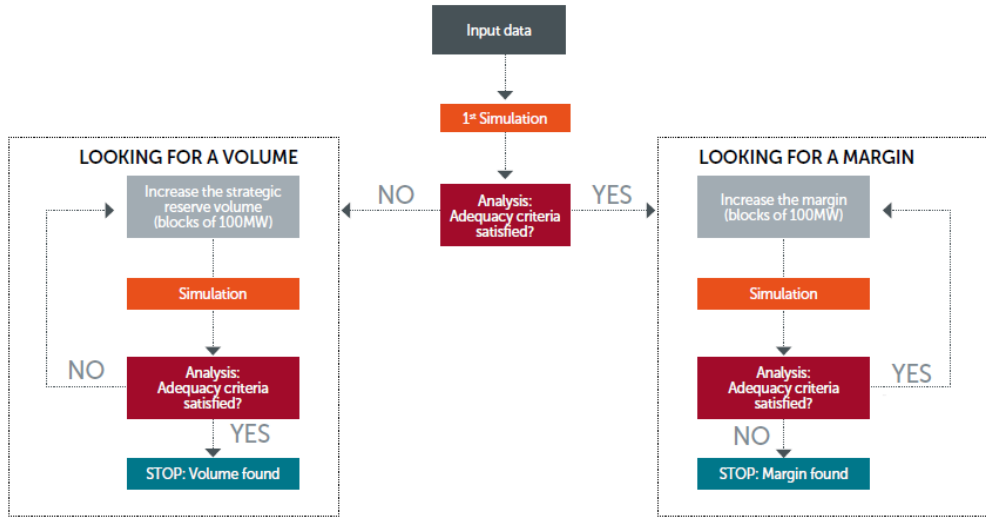 Input data
1st Simulation
LOOKING FOR A VOLUME
LOOKING FOR A MARGIN
Increase the strategic
reserve volume
(blocks of 100MW)
NO
Analysis:
Adequacy criteria
satisfied?
YES
Increase the margin
(blocks of 100MW)
Simulation
Simulation
NO
Analysis:
Adequacy criteria
satisfied?
Analysis:
Adequacy criteria
satisfied?
YES
YES
NO
STOP: Volume found
STOP: Margin found